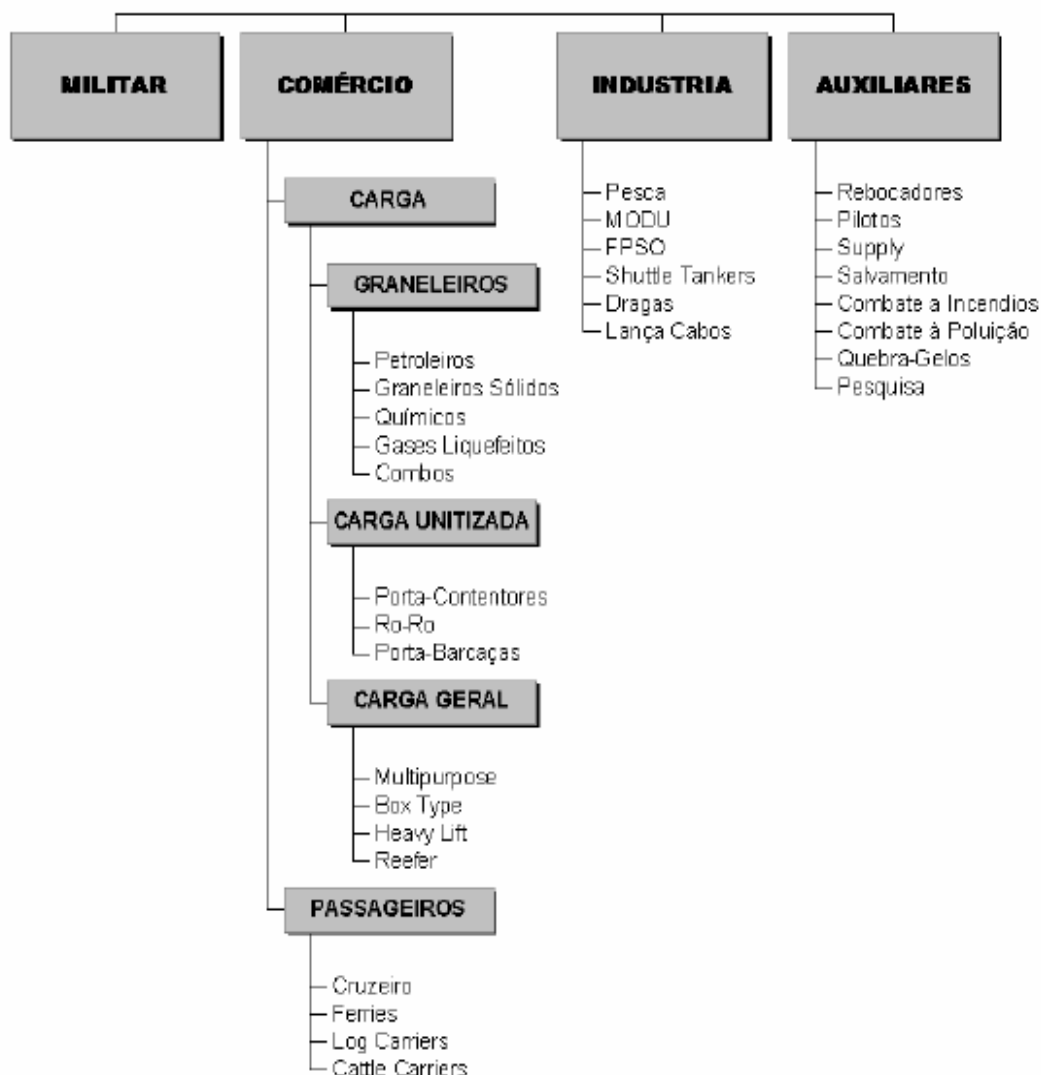 MILITAR
COMÉRCIO
INDUSTRIA
AUXILIARES
CARGA
GRANELEIROS
Petroleiros
Graneleiros Sólidos
Químicos
Gases Liquefeitos
Combos
CARGA UNITIZADA
Porta-Contentores
Ro-Ro
Porta-Barcaças
CARGA GERAL
Multipurpose
Box Type
Heavy Lift
Reefer
PASSAGEIROS
Cruzeiro
Ferries
Log Carriers
Cattle Carriers
Pesca
MODU
FPSO
Shuttle Tankers
Dragas
Lança Cabos
Rebocadores
Pilotos
Supply
Salvamento
Combate a Incendios
Combate à Poluição
Quebra-Gelos
Pesquisa